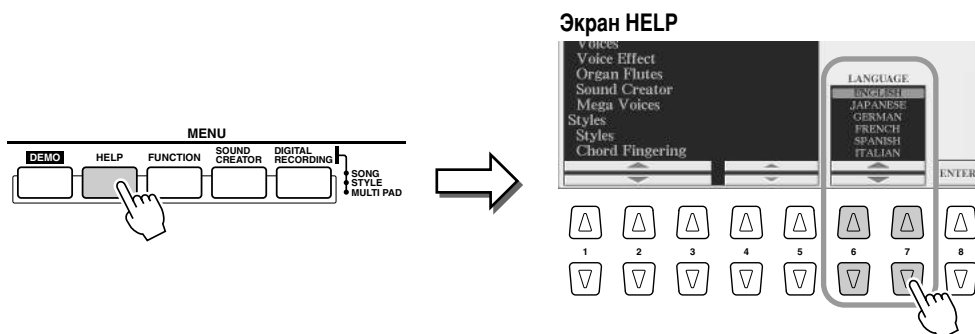 Экран HELP
Voices
Voice Effect
Organ Flutes
Sound Creator
Mega Voices
Styles
Styles
Chord Fingering
LANGUAGE
ENGLISH
JAPANESE
GERMAN
FRENCH
SPANISH
ITALIAN
ENTER
MENU
DEMO
HELP
FUNCTION
SOUND CREATOR
DIGITAL RECORDING
SONG
STYLE
MULTI PAD
1 2 3 4 5 6 7 8